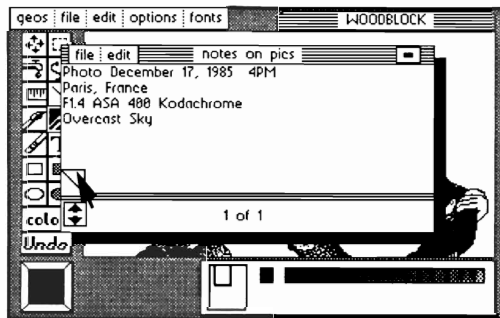 geos file edit options fonts
WOODBLOCK
file edit notes on pics
Photo December 17, 1985 4PM
Paris, France
F1.4 ASA 400 Kodachrome
Overcast Sky
1 of 1
colo
Undo